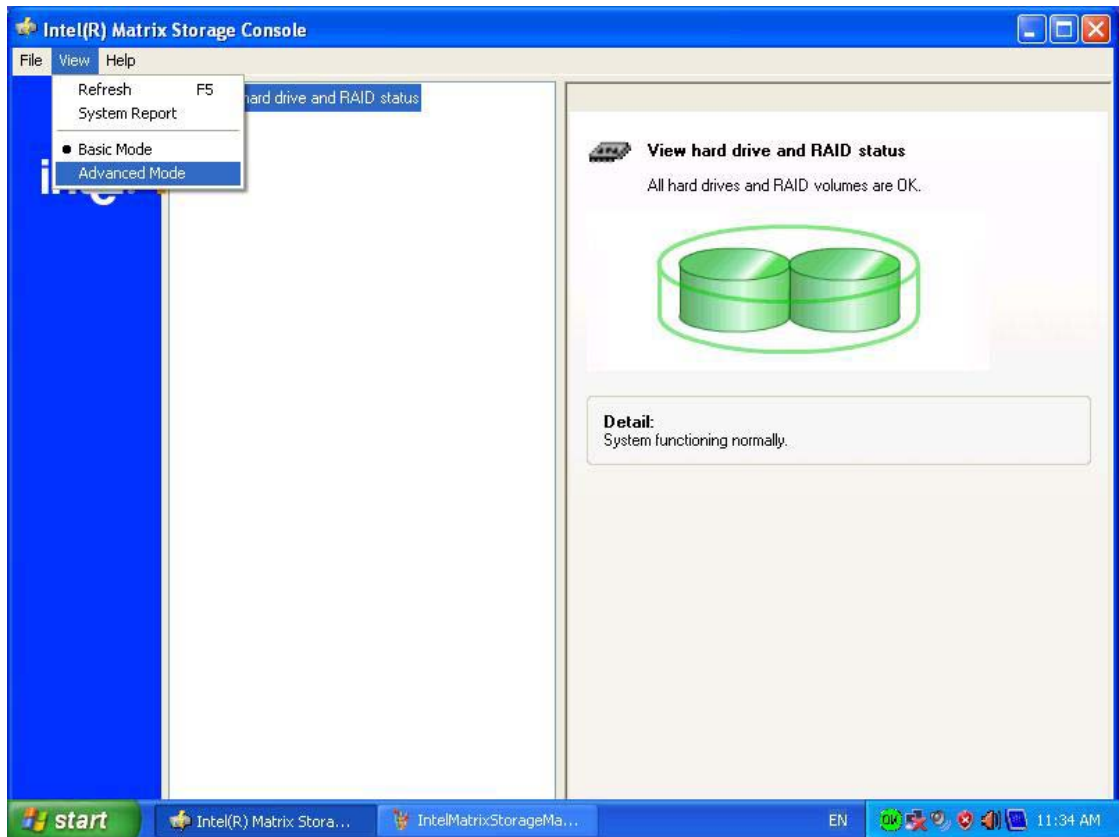 Intel(R) Matrix Storage Console
File View Help
Refresh F5
System Report
Basic Mode
Advanced Mode
hard drive and RAID status
View hard drive and RAID status
All hard drives and RAID volumes are OK.
Detail:
System functioning normally.
start
Intel(R) Matrix Stora...
IntelMatrixStorageMa...
EN
OK
11:34 AM